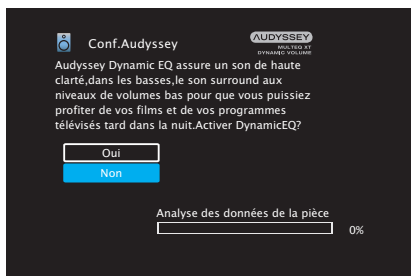 Conf.Audyssey
AUDYSSEY
MULTEQ XT
DYNAMIC VOLUME
Audyssey Dynamic EQ assure un son de haute
clarté,dans les basses,le son surround aux
niveaux de volumes bas pour que vous puissiez
profiter de vos films et de vos programmes
télévisés tard dans la nuit.Activer DynamicEQ?
Oui
Non
Analyse des données de la pièce
0%